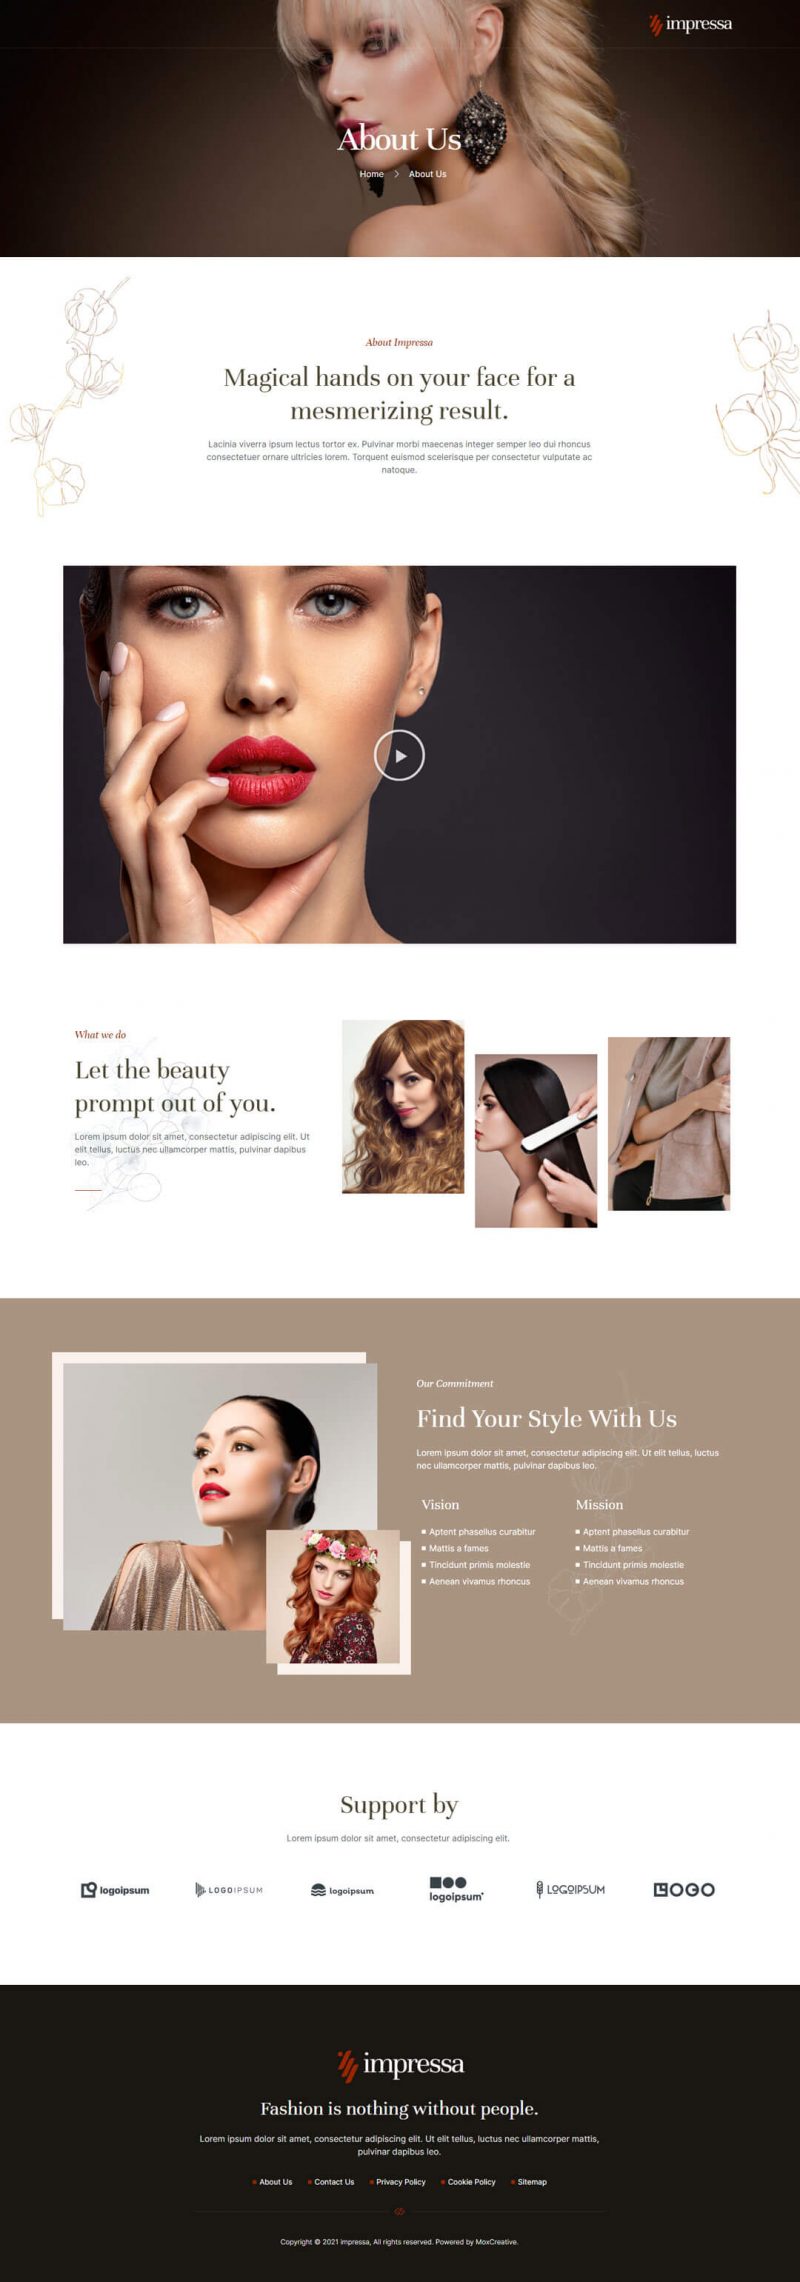 impressa
About Us
Home > About Us
About Impressa
Magical hands on your face for a
mesmerizing result.
Lacinia viverra ipsum lectus tortor ex. Pulvinar morbi maecenas integer semper leo dui rhoncus
consectetuer ornare ultricies lorem. Torquent euismod scelerisque per consectetur vulputate ac
natoque.
What we do
Let the beauty
prompt out of you.
Lorem ipsum dolor sit amet, consectetur adipiscing elit. Ut
elit tellus, luctus nec ullamcorper mattis, pulvinar dapibus
leo.
Our Commitment
Find Your Style With Us
Lorem ipsum dolor sit amet, consectetur adipiscing elit. Ut elit tellus, luctus
nec ullamcorper mattis, pulvinar dapibus leo.
Vision
Aptent phasellus curabitur
Mattis a fames
Tincidunt primis molestie
Aenean vivamus rhoncus
Mission
Aptent phasellus curabitur
Mattis a fames
Tincidunt primis molestie
Aenean vivamus rhoncus
Support by
Lorem ipsum dolor sit amet, consectetur adipiscing elit.
logoipsum
LOGOIPSUM
logoipsum
logoipsum
LOGOIPSUM
LOGO
impressa
Fashion is nothing without people.
Lorem ipsum dolor sit amet, consectetur adipiscing elit. Ut elit tellus, luctus nec ullamcorper mattis,
pulvinar dapibus leo.
About Us Contact Us Privacy Policy Cookie Policy Sitemap
Copyright © 2021 impressa, All rights reserved. Powered by MoxCreative.